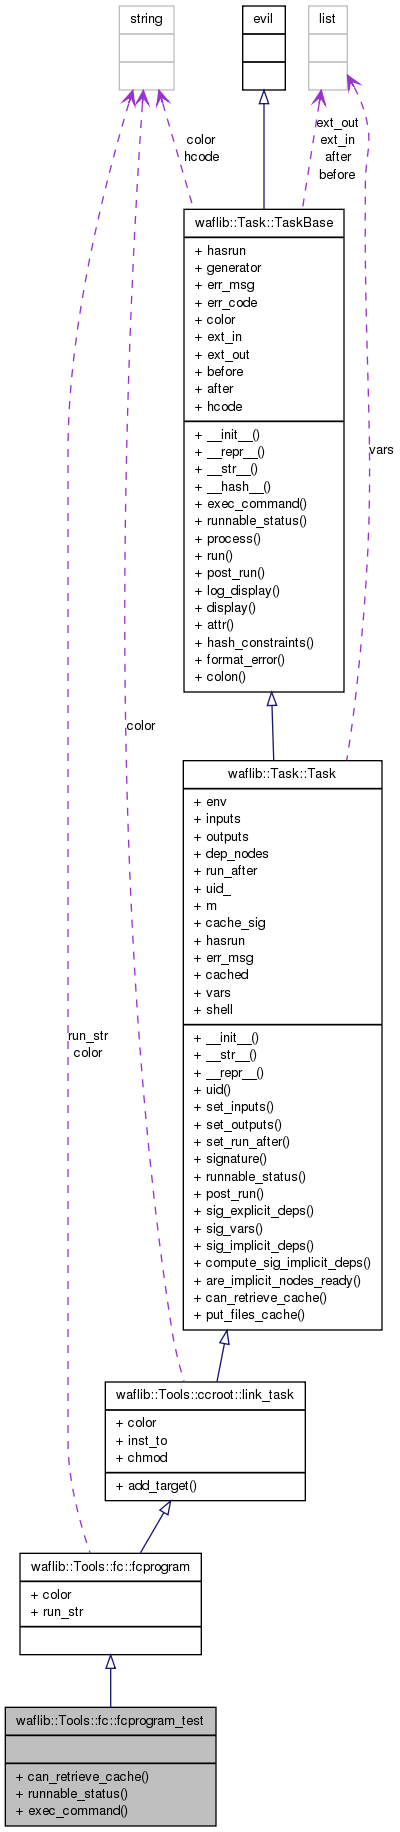 string
evil
list
color
hcode
ext_out
ext_in
after
before
waflib::Task::TaskBase
+ hasrun
+ generator
+ err_msg
+ err_code
+ color
+ ext_in
+ ext_out
+ before
+ after
+ hcode
+ __init__()
+ __repr__()
+ __str__()
+ __hash__()
+ exec_command()
+ runnable_status()
+ process()
+ run()
+ post_run()
+ log_display()
+ display()
+ attr()
+ hash_constraints()
+ format_error()
+ colon()
vars
color
waflib::Task::Task
+ env
+ inputs
+ outputs
+ dep_nodes
+ run_after
+ uid_
+ m
+ cache_sig
+ hasrun
+ err_msg
+ cached
+ vars
+ shell
+ __init__()
+ __str__()
+ __repr__()
+ uid()
+ set_inputs()
+ set_outputs()
+ set_run_after()
+ signature()
+ runnable_status()
+ post_run()
+ sig_explicit_deps()
+ sig_vars()
+ sig_implicit_deps()
+ compute_sig_implicit_deps()
+ are_implicit_nodes_ready()
+ can_retrieve_cache()
+ put_files_cache()
run_str
color
waflib::Tools::ccroot::link_task
+ color
+ inst_to
+ chmod
+ add_target()
waflib::Tools::fc::fcprogram
+ color
+ run_str
waflib::Tools::fc::fcprogram_test
+ can_retrieve_cache()
+ runnable_status()
+ exec_command()